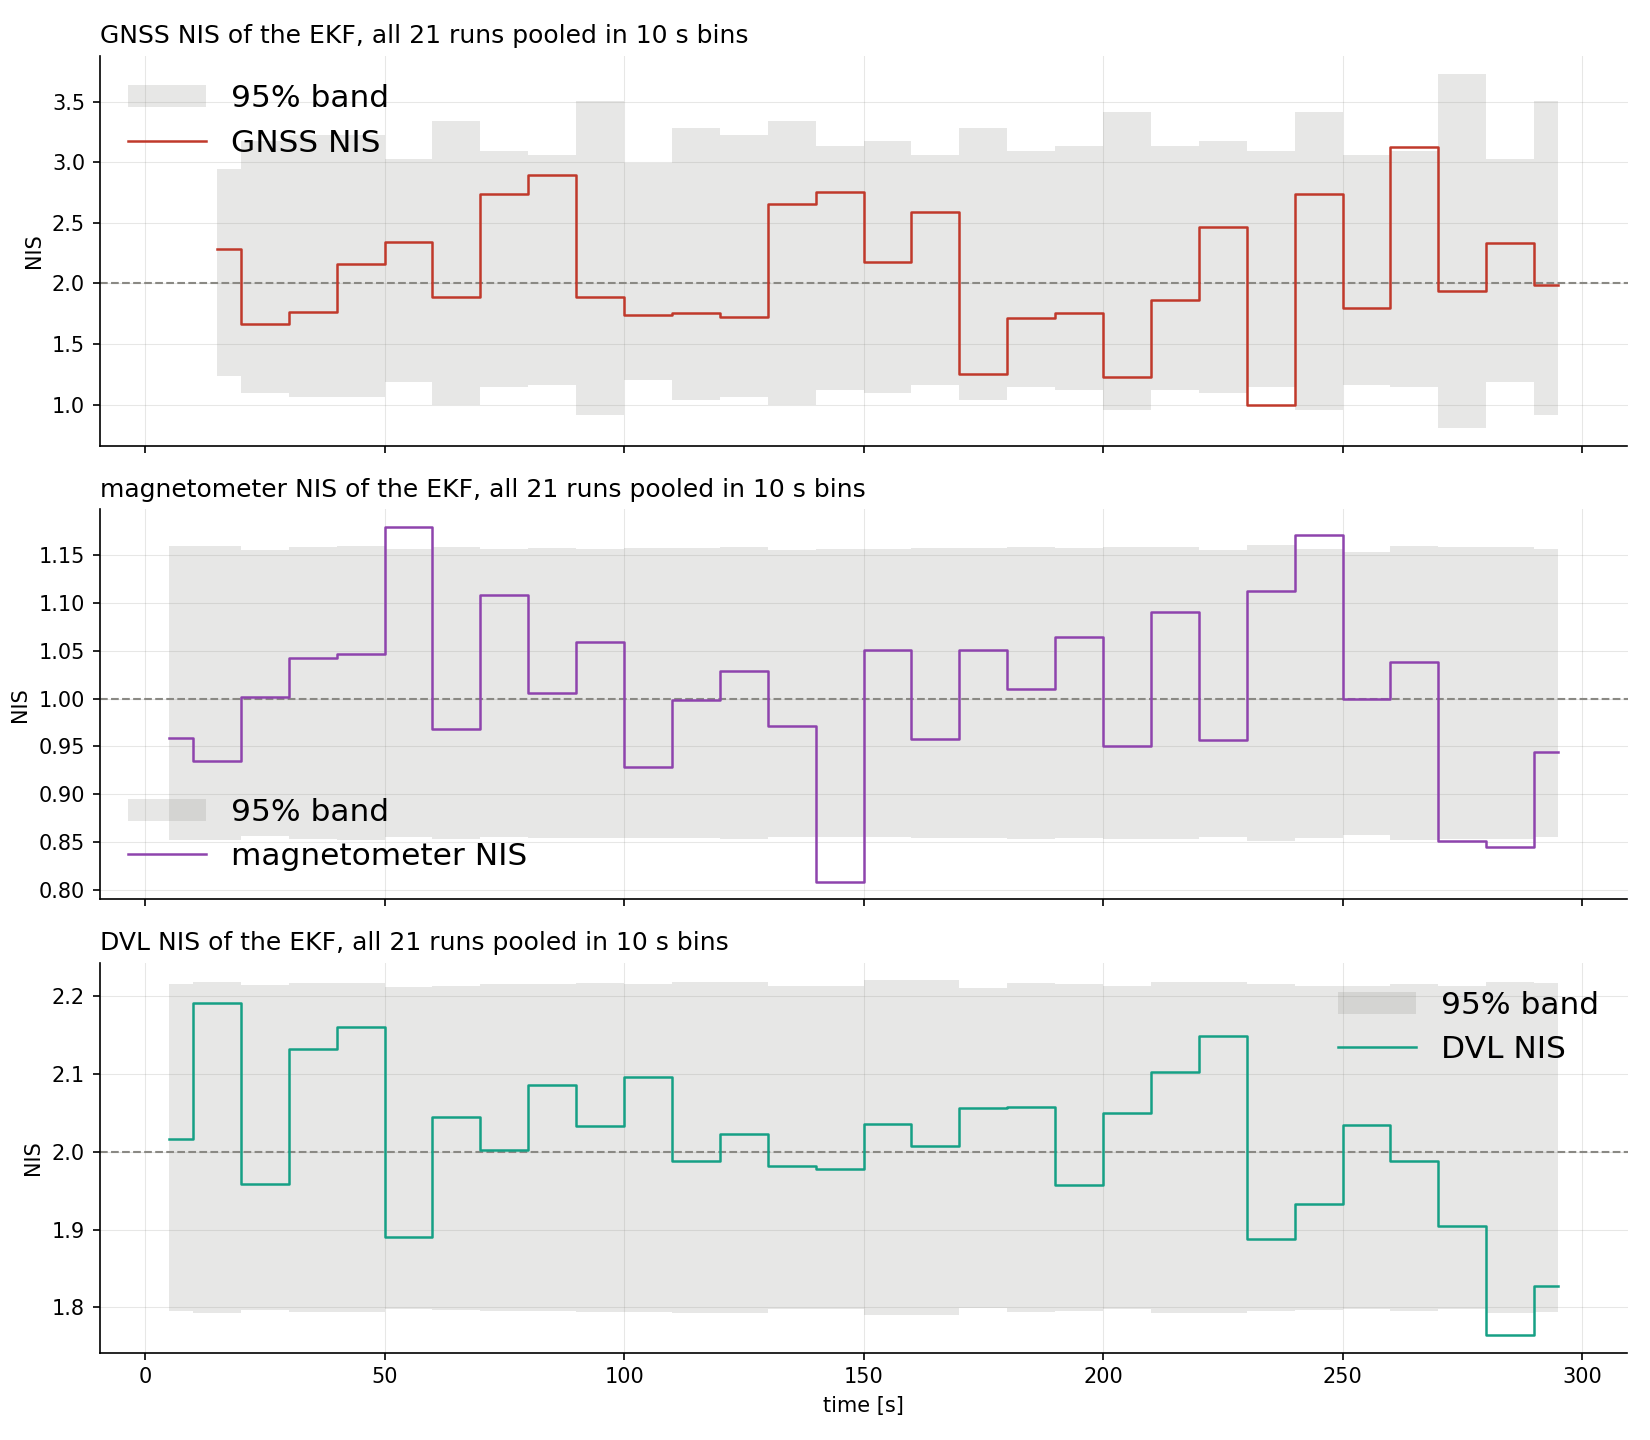 GNSS NIS of the EKF, all 21 runs pooled in 10 s bins
95% band
GNSS NIS
NIS
3.5
3.0
2.5
2.0
1.5
1.0
magnetometer NIS of the EKF, all 21 runs pooled in 10 s bins
NIS
1.15
1.10
1.05
1.00
0.95
0.90
0.85
0.80
95% band
magnetometer NIS
DVL NIS of the EKF, all 21 runs pooled in 10 s bins
95% band
DVL NIS
NIS
2.2
2.1
2.0
1.9
1.8
0 50 100 150 200 250 300
time [s]